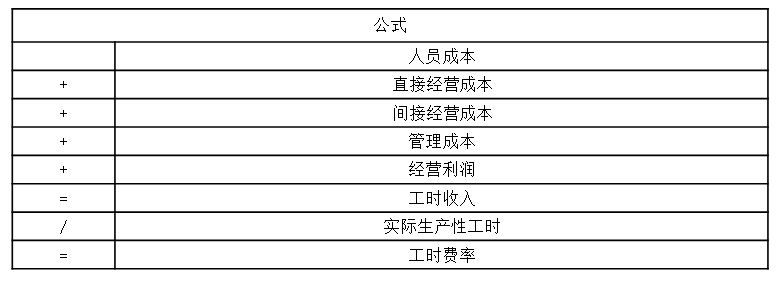 公式
人员成本
+ 直接经营成本
+ 间接经营成本
+ 管理成本
+ 经营利润
= 工时收入
/ 实际生产性工时
= 工时费率